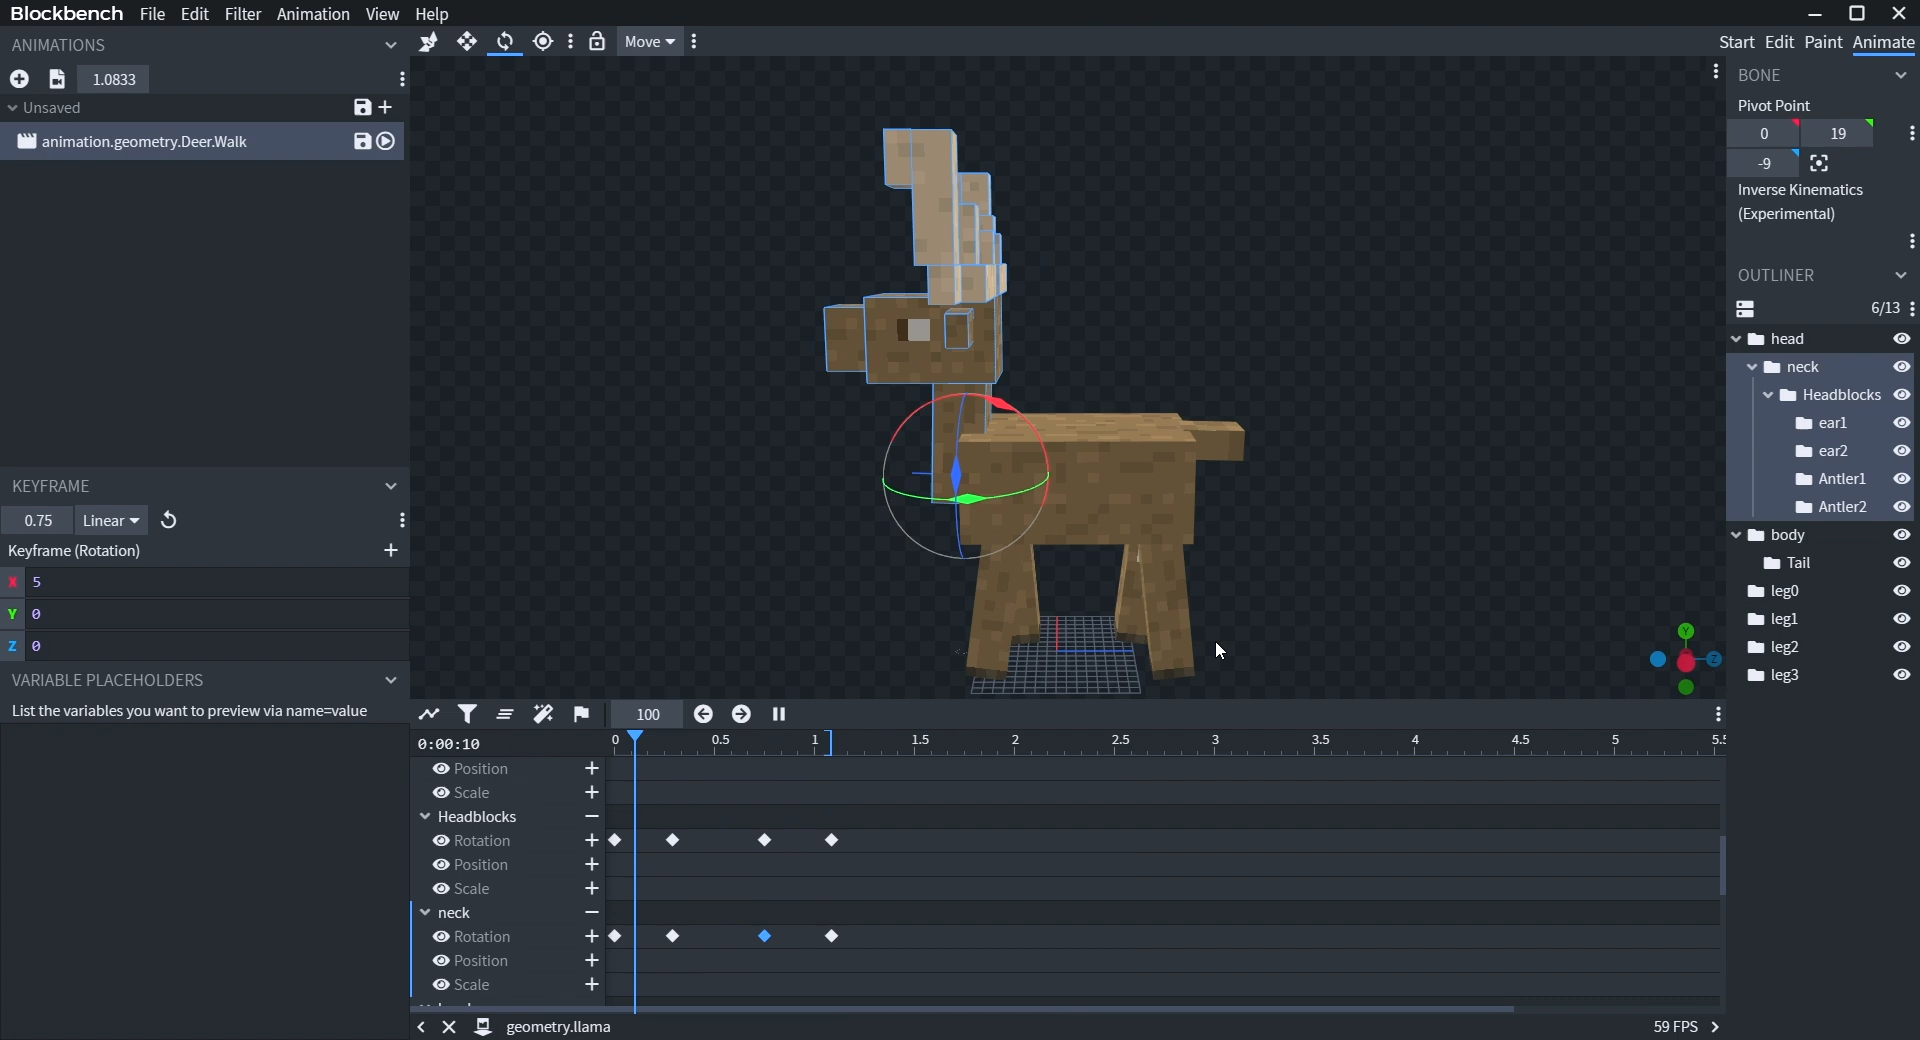 Blockbench File Edit Filter Animation View Help
ANIMATIONS
Move
Start Edit Paint Animate
1.0833
Unsaved
animation.geometry.Deer.Walk
BONE
Pivot Point
0 19
-9
Inverse Kinematics
(Experimental)
OUTLINER
6/13
head
neck
Headblocks
ear1
ear2
Antler1
Antler2
body
Tail
leg0
leg1
leg2
leg3
KEYFRAME
0.75 Linear
Keyframe (Rotation)
X 5
Y 0
Z 0
VARIABLE PLACEHOLDERS
List the variables you want to preview via name=value
Y
Z
100
0:00:10
0 0.5 1 1.5 2 2.5 3 3.5 4 4.5 5
Position
Scale
Headblocks
Rotation
Position
Scale
neck
Rotation
Position
Scale
geometry.llama
59 FPS